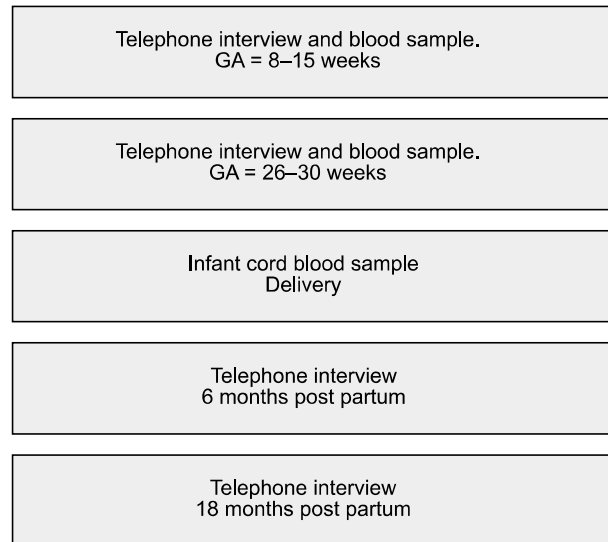 Telephone interview and blood sample.
GA = 8–15 weeks
Telephone interview and blood sample.
GA = 26–30 weeks
Infant cord blood sample
Delivery
Telephone interview
6 months post partum
Telephone interview
18 months post partum